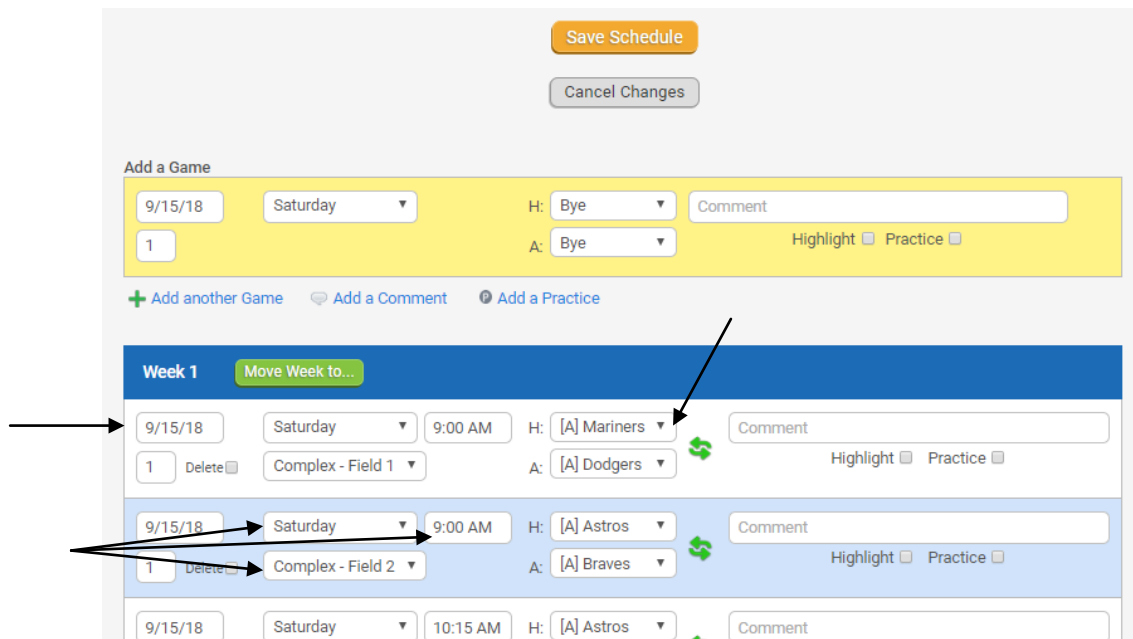 Save Schedule
Cancel Changes
Add a Game
9/15/18 Saturday H: Bye Comment
1 A: Bye Highlight Practice
Add another Game Add a Comment P Add a Practice
Week 1 Move Week to...
9/15/18 Saturday 9:00 AM H: [A] Mariners Comment
1 Delete Complex - Field 1 A: [A] Dodgers Highlight Practice
9/15/18 Saturday 9:00 AM H: [A] Astros Comment
1 Delete Complex - Field 2 A: [A] Braves Highlight Practice
9/15/18 Saturday 10:15 AM H: [A] Astros Comment